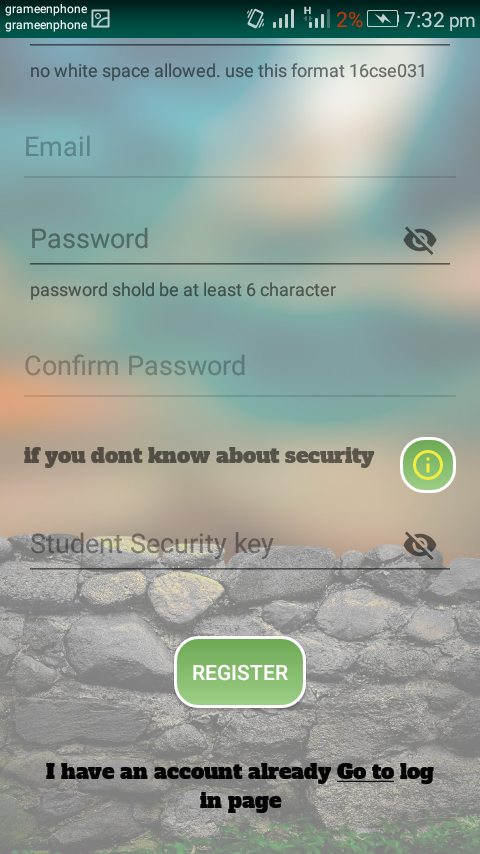 grameenphone
grameenphone
H 2% 7:32 pm
no white space allowed. use this format 16cse031
Email
Password
password shold be at least 6 character
Confirm Password
if you dont know about security
Student Security key
REGISTER
I have an account already Go to log
in page